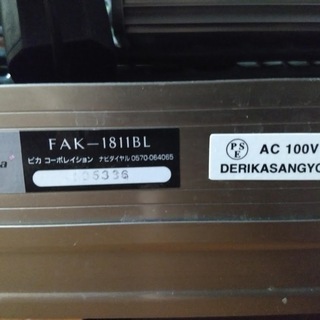 FAK-1811BL
ピカ コーポレイション ナビダイヤル 0570-064065
PSE
AC 100V
DERIKASANGYO